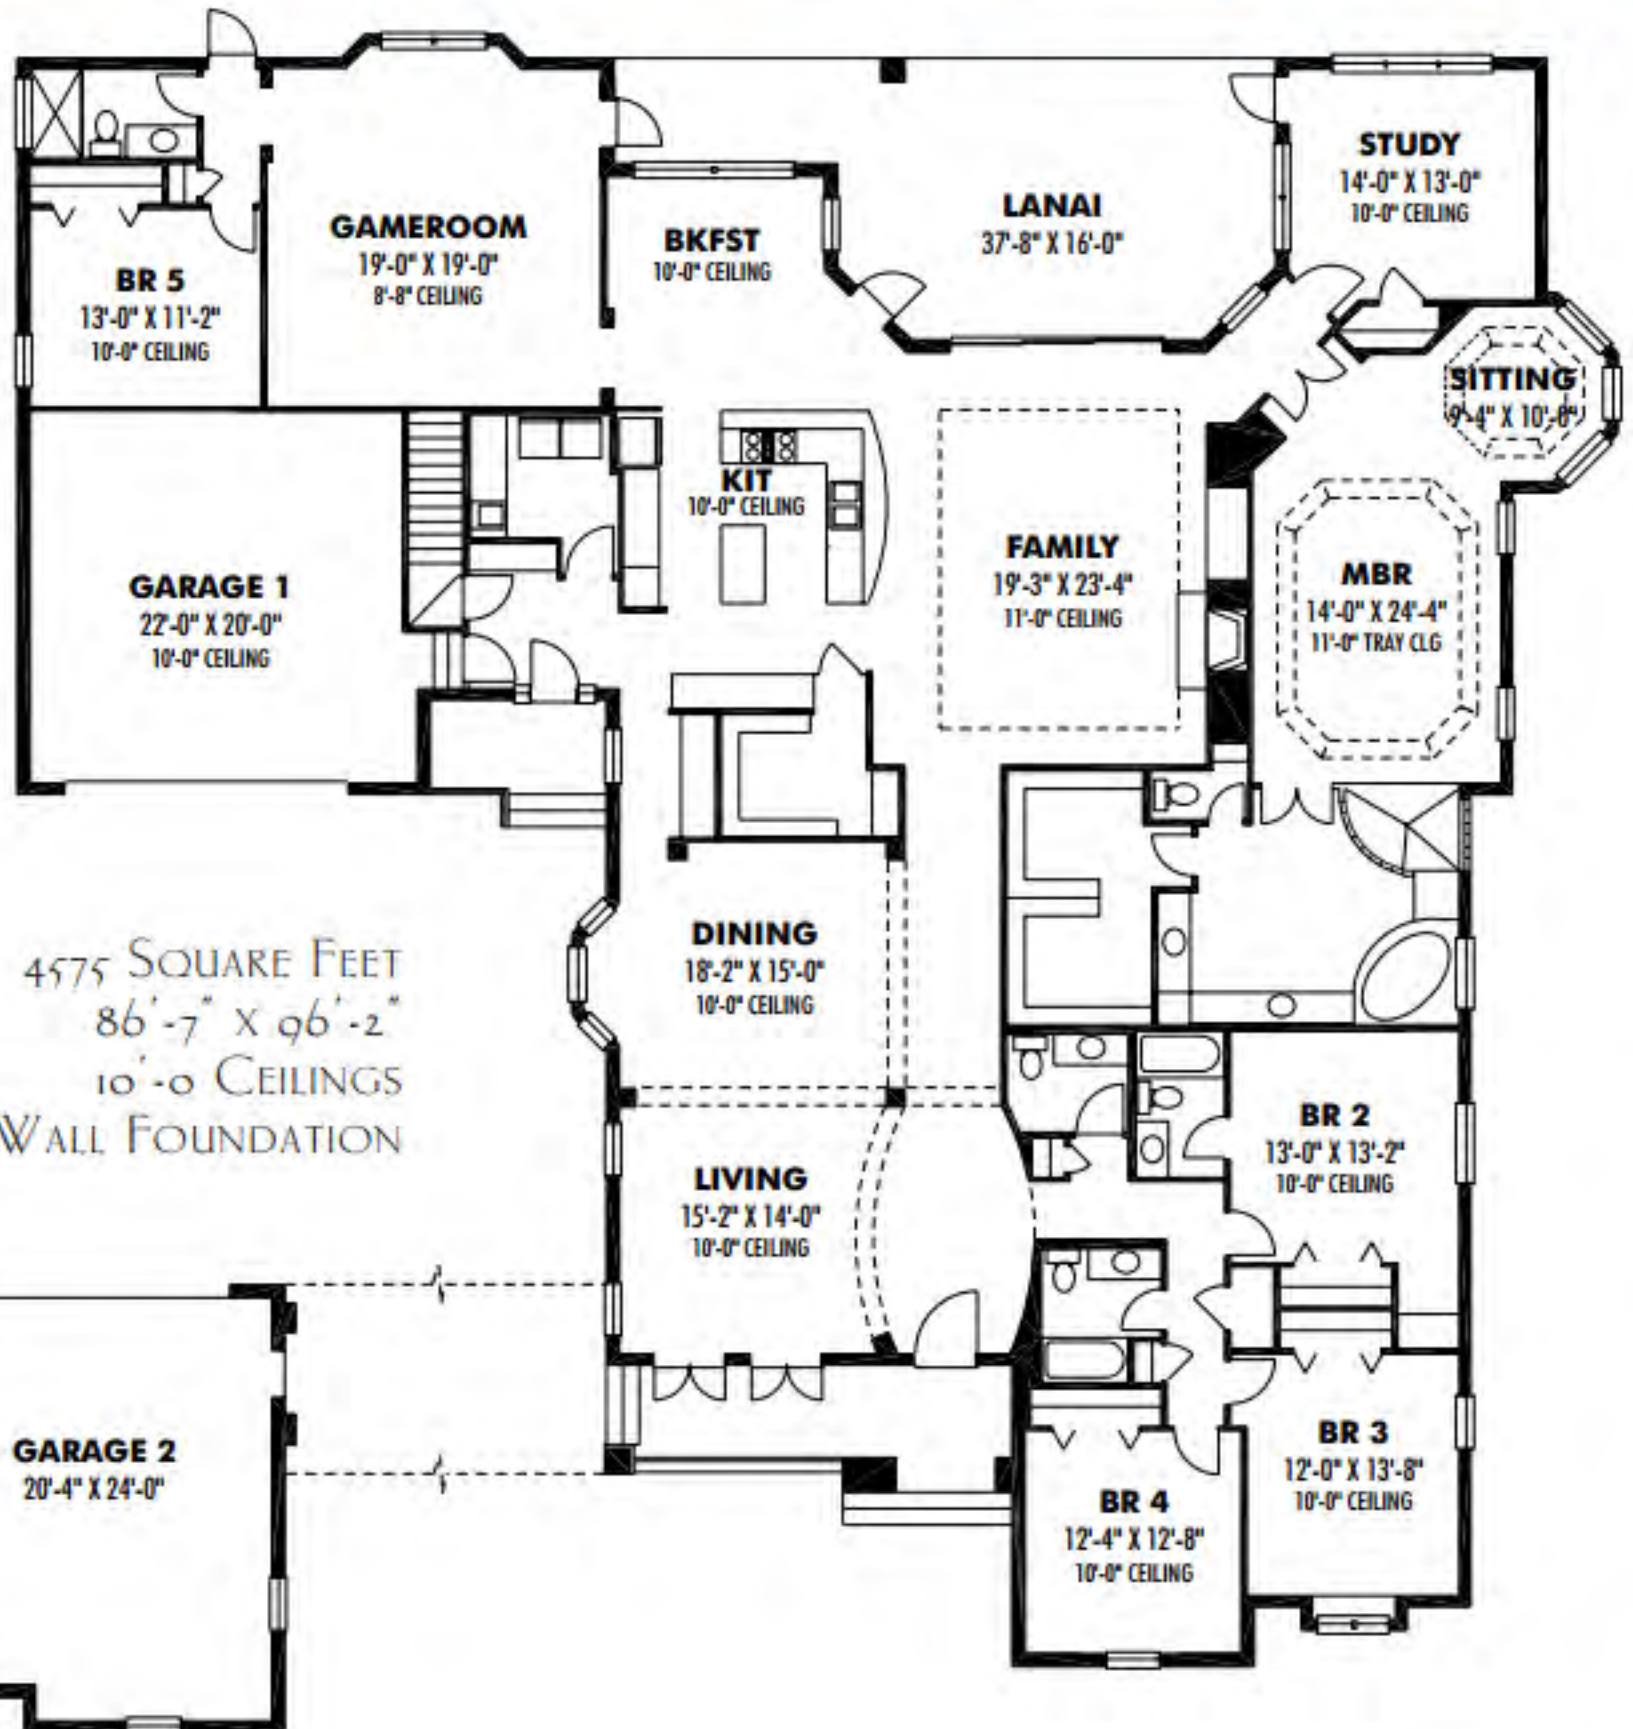 STUDY
14'-0" X 13'-0"
10'-0" CEILING
LANAI
37'-8" X 16'-0"
GAMEROOM
19'-0" X 19'-0"
8'-8" CEILING
BKFST
10'-0" CEILING
BR 5
13'-0" X 11'-2"
10'-0" CEILING
SITTING
9'-4" X 10'-0"
KIT
10'-0" CEILING
FAMILY
19'-3" X 23'-4"
11'-0" CEILING
MBR
14'-0" X 24'-4"
11'-0" TRAY CLG
GARAGE 1
22'-0" X 20'-0"
10'-0" CEILING
DINING
18'-2" X 15'-0"
10'-0" CEILING
4575 SQUARE FEET
86'-7" X 96'-2"
10'-0 CEILINGS
WALL FOUNDATION
BR 2
13'-0" X 13'-2"
10'-0" CEILING
LIVING
15'-2" X 14'-0"
10'-0" CEILING
GARAGE 2
20'-4" X 24'-0"
BR 3
12'-0" X 13'-8"
10'-0" CEILING
BR 4
12'-4" X 12'-8"
10'-0" CEILING